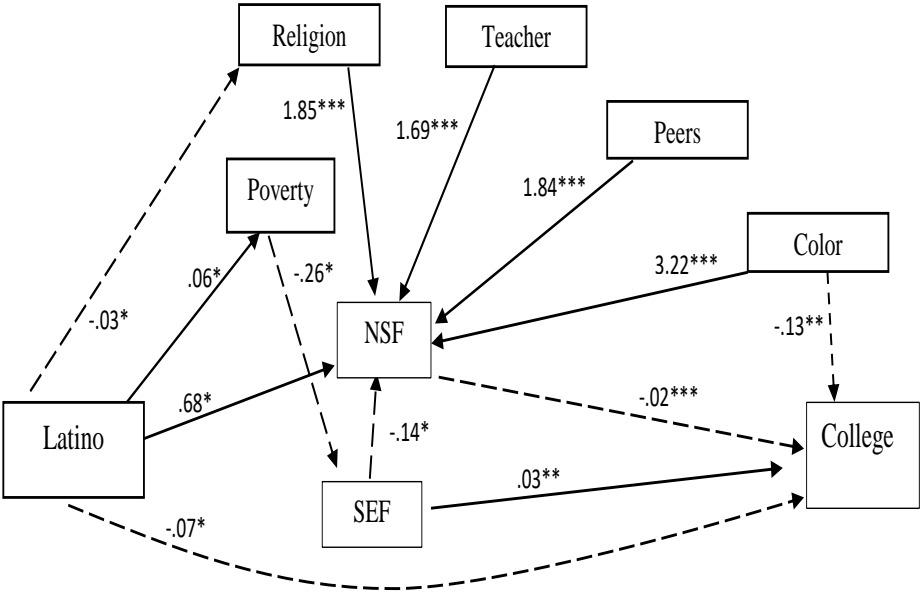 Religion
Teacher
1.85***
1.69***
Peers
Poverty
1.84***
Color
3.22***
.06*
-.26*
-.03*
NSF
-.13**
.68*
-.02***
Latino
-.14*
College
.03**
SEF
-.07*